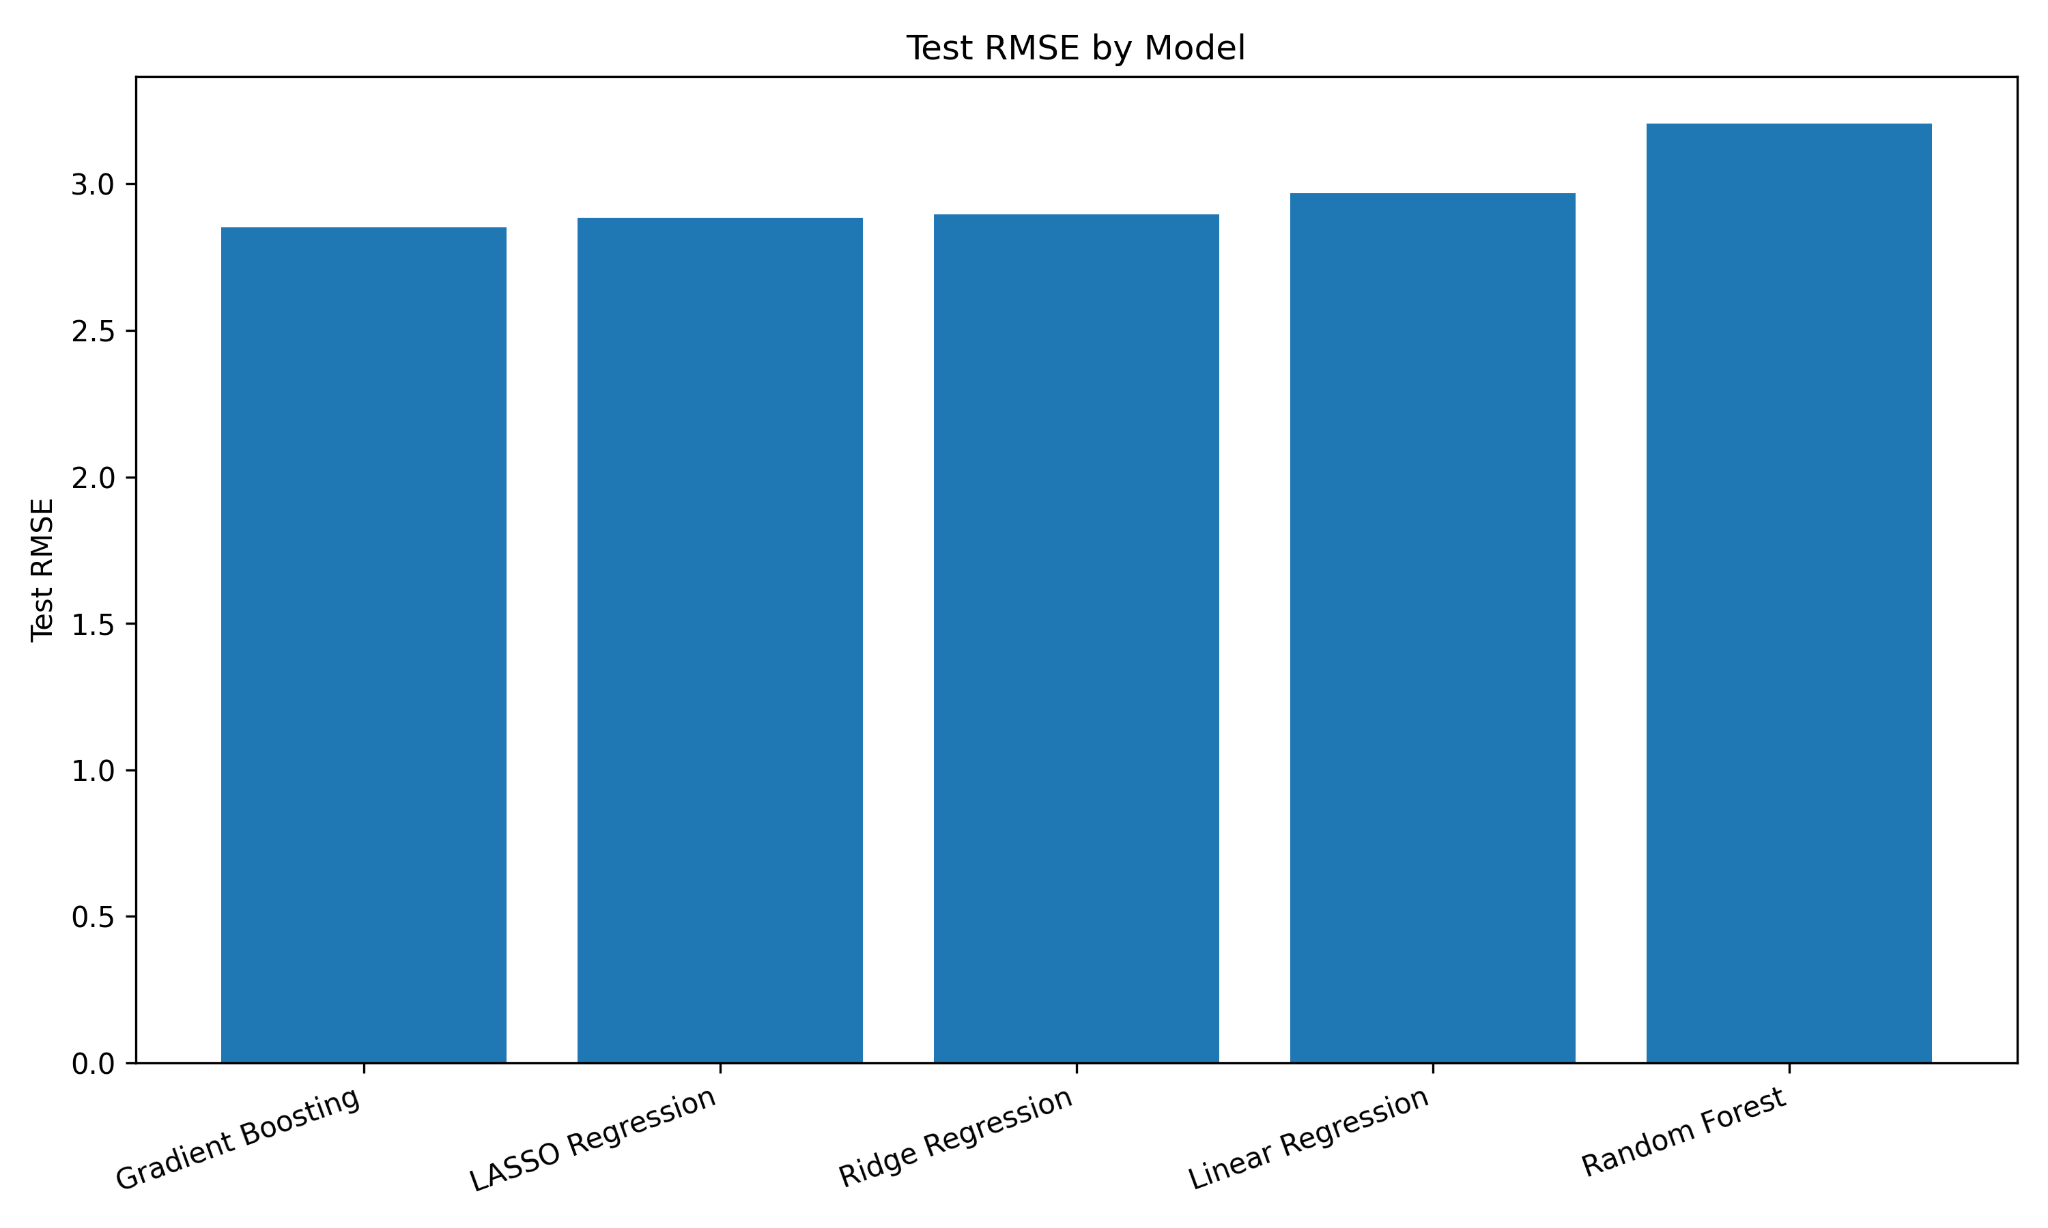 Test RMSE by Model
Test RMSE
3.0
2.5
2.0
1.5
1.0
0.5
0.0
Gradient Boosting
LASSO Regression
Ridge Regression
Linear Regression
Random Forest